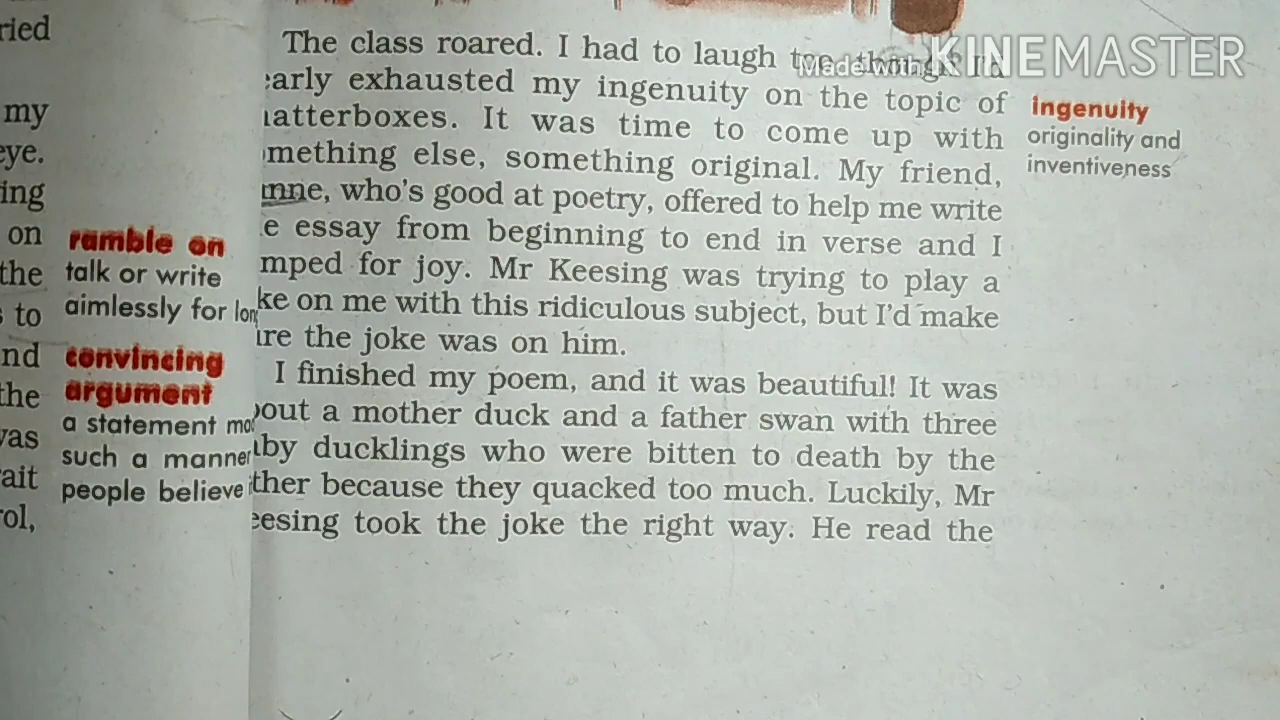 ried
my
eye.
ing
on
the
to
nd
the
was
ait
rol,
ramble on
talk or write
aimlessly for lon
convincing
argument
a statement ma
such a manner
people believe
The class roared. I had to laugh too, though I'd
early exhausted my ingenuity on the topic of
hatterboxes. It was time to come up with
omething else, something original. My friend,
nne, who's good at poetry, offered to help me write
e essay from beginning to end in verse and I
mped for joy. Mr Keesing was trying to play a
ke on me with this ridiculous subject, but I'd make
ure the joke was on him.
I finished my poem, and it was beautiful! It was
bout a mother duck and a father swan with three
aby ducklings who were bitten to death by the
ther because they quacked too much. Luckily, Mr
eesing took the joke the right way. He read the
ingenuity
originality and
inventiveness
Made with KINEMASTER